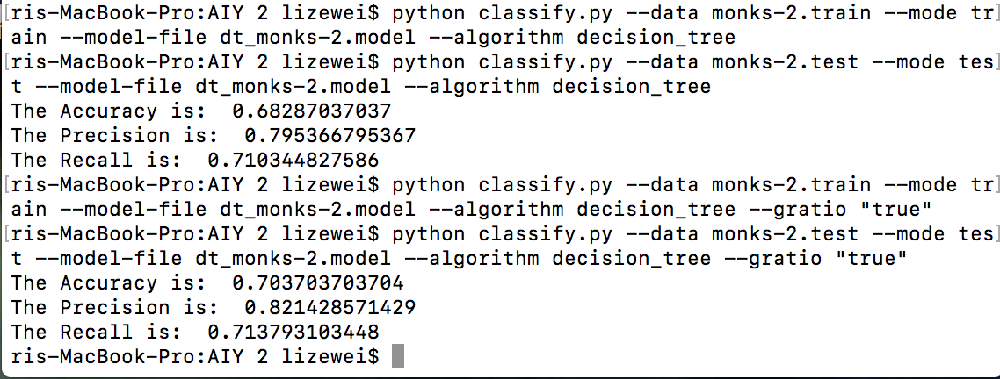 [ris-MacBook-Pro:AIY 2 lizewei$ python classify.py --data monks-2.train --mode tr]
ain --model-file dt_monks-2.model --algorithm decision_tree
[ris-MacBook-Pro:AIY 2 lizewei$ python classify.py --data monks-2.test --mode tes]
t --model-file dt_monks-2.model --algorithm decision_tree
The Accuracy is:  0.68287037037
The Precision is:  0.795366795367
The Recall is:  0.710344827586
[ris-MacBook-Pro:AIY 2 lizewei$ python classify.py --data monks-2.train --mode tr]
ain --model-file dt_monks-2.model --algorithm decision_tree --gratio "true"
[ris-MacBook-Pro:AIY 2 lizewei$ python classify.py --data monks-2.test --mode tes]
t --model-file dt_monks-2.model --algorithm decision_tree --gratio "true"
The Accuracy is:  0.703703703704
The Precision is:  0.821428571429
The Recall is:  0.713793103448
ris-MacBook-Pro:AIY 2 lizewei$